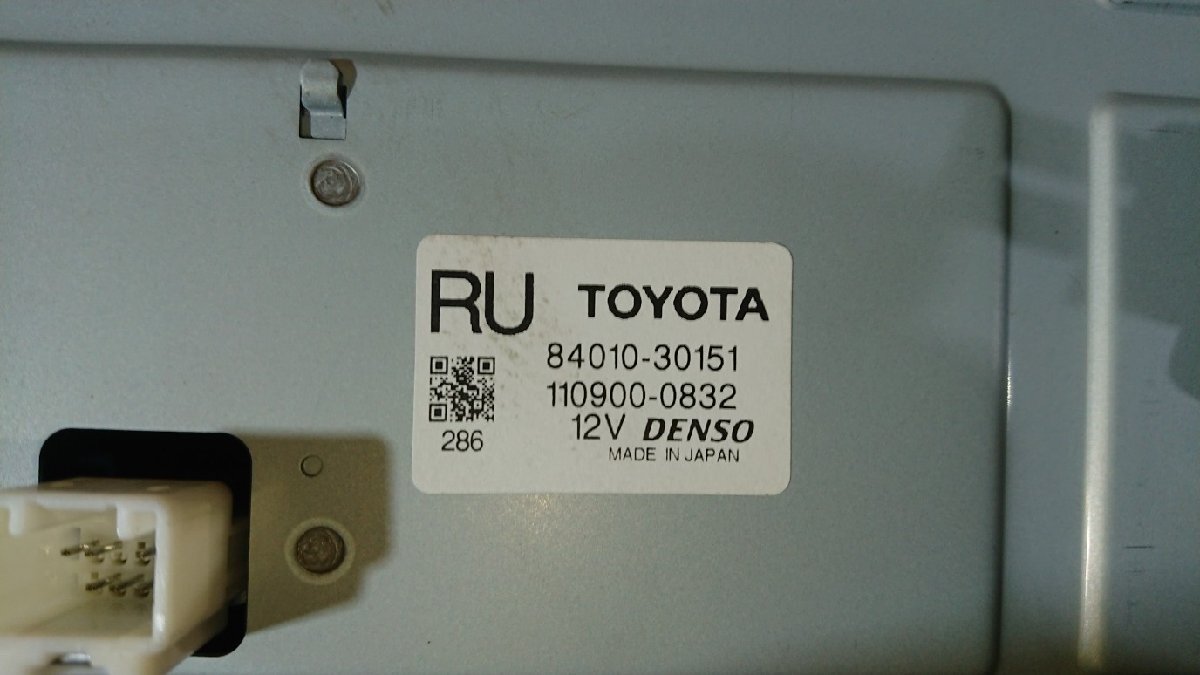 RU TOYOTA
84010-30151
110900-0832
286 12V DENSO
MADE IN JAPAN